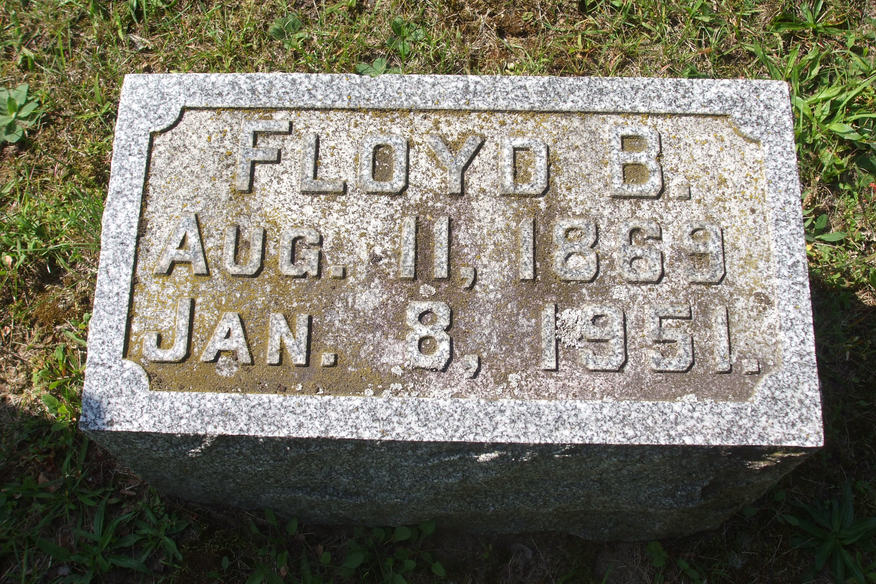 FLOYD B.
AUG. 11, 1869
JAN. 8, 1951.